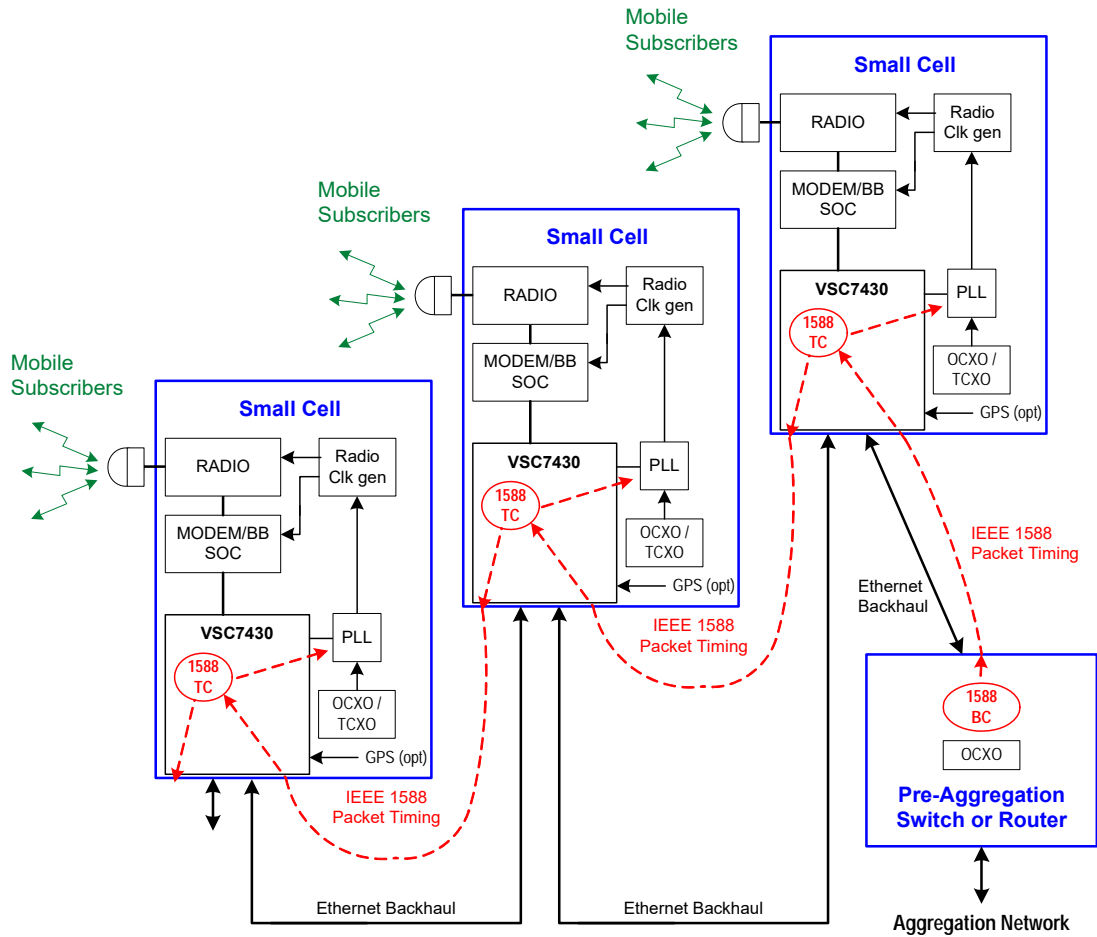 Mobile
Subscribers
Small Cell
RADIO
Radio
Clk gen
MODEM/BB
SOC
VSC7430
PLL
1588
TC
OCXO /
TCXO
GPS (opt)
Mobile
Subscribers
Small Cell
RADIO
Radio
Clk gen
MODEM/BB
SOC
VSC7430
PLL
1588
TC
OCXO /
TCXO
GPS (opt)
Mobile
Subscribers
Small Cell
RADIO
Radio
Clk gen
MODEM/BB
SOC
VSC7430
PLL
1588
TC
OCXO /
TCXO
GPS (opt)
IEEE 1588
Packet Timing
Ethernet
Backhaul
IEEE 1588
Packet Timing
IEEE 1588
Packet Timing
1588
BC
OCXO
Pre-Aggregation
Switch or Router
Ethernet Backhaul
Ethernet Backhaul
Aggregation Network